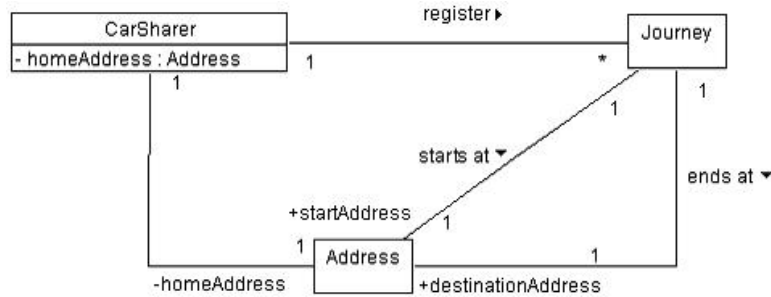 register▸
CarSharer
- homeAddress : Address
Journey
1
*
1
1
1
starts at ▾
ends at ▾
+startAddress
1
1
Address
1
-homeAddress
+destinationAddress